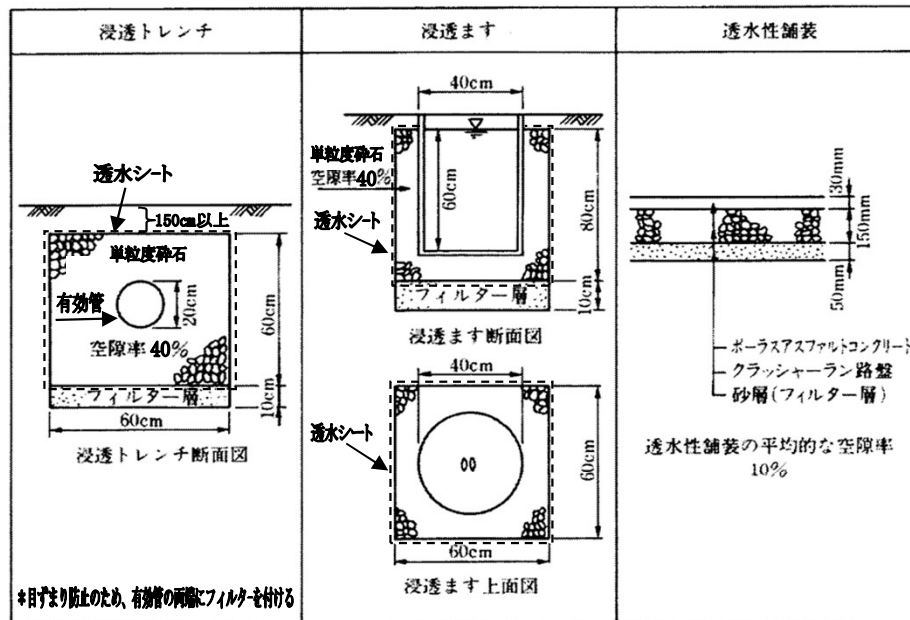 浸透トレンチ
透水シート
150cm以上
単粒度砕石
有効管
20cm
空隙率 40%
60cm
フィルター層
10cm
60cm
浸透トレンチ断面図
*目ずまり防止のため、有効管の両端にフィルターを付ける
浸透ます
40cm
単粒度砕石
空隙率40%
60cm
80cm
透水シート
フィルター層
10cm
浸透ます断面図
40cm
透水シート
60cm
60cm
浸透ます上面図
透水性舗装
30mm
150mm
50mm
ポーラスアスファルトコンクリート
クラッシャーラン路盤
砂層(フィルター層)
透水性舗装の平均的な空隙率
10%